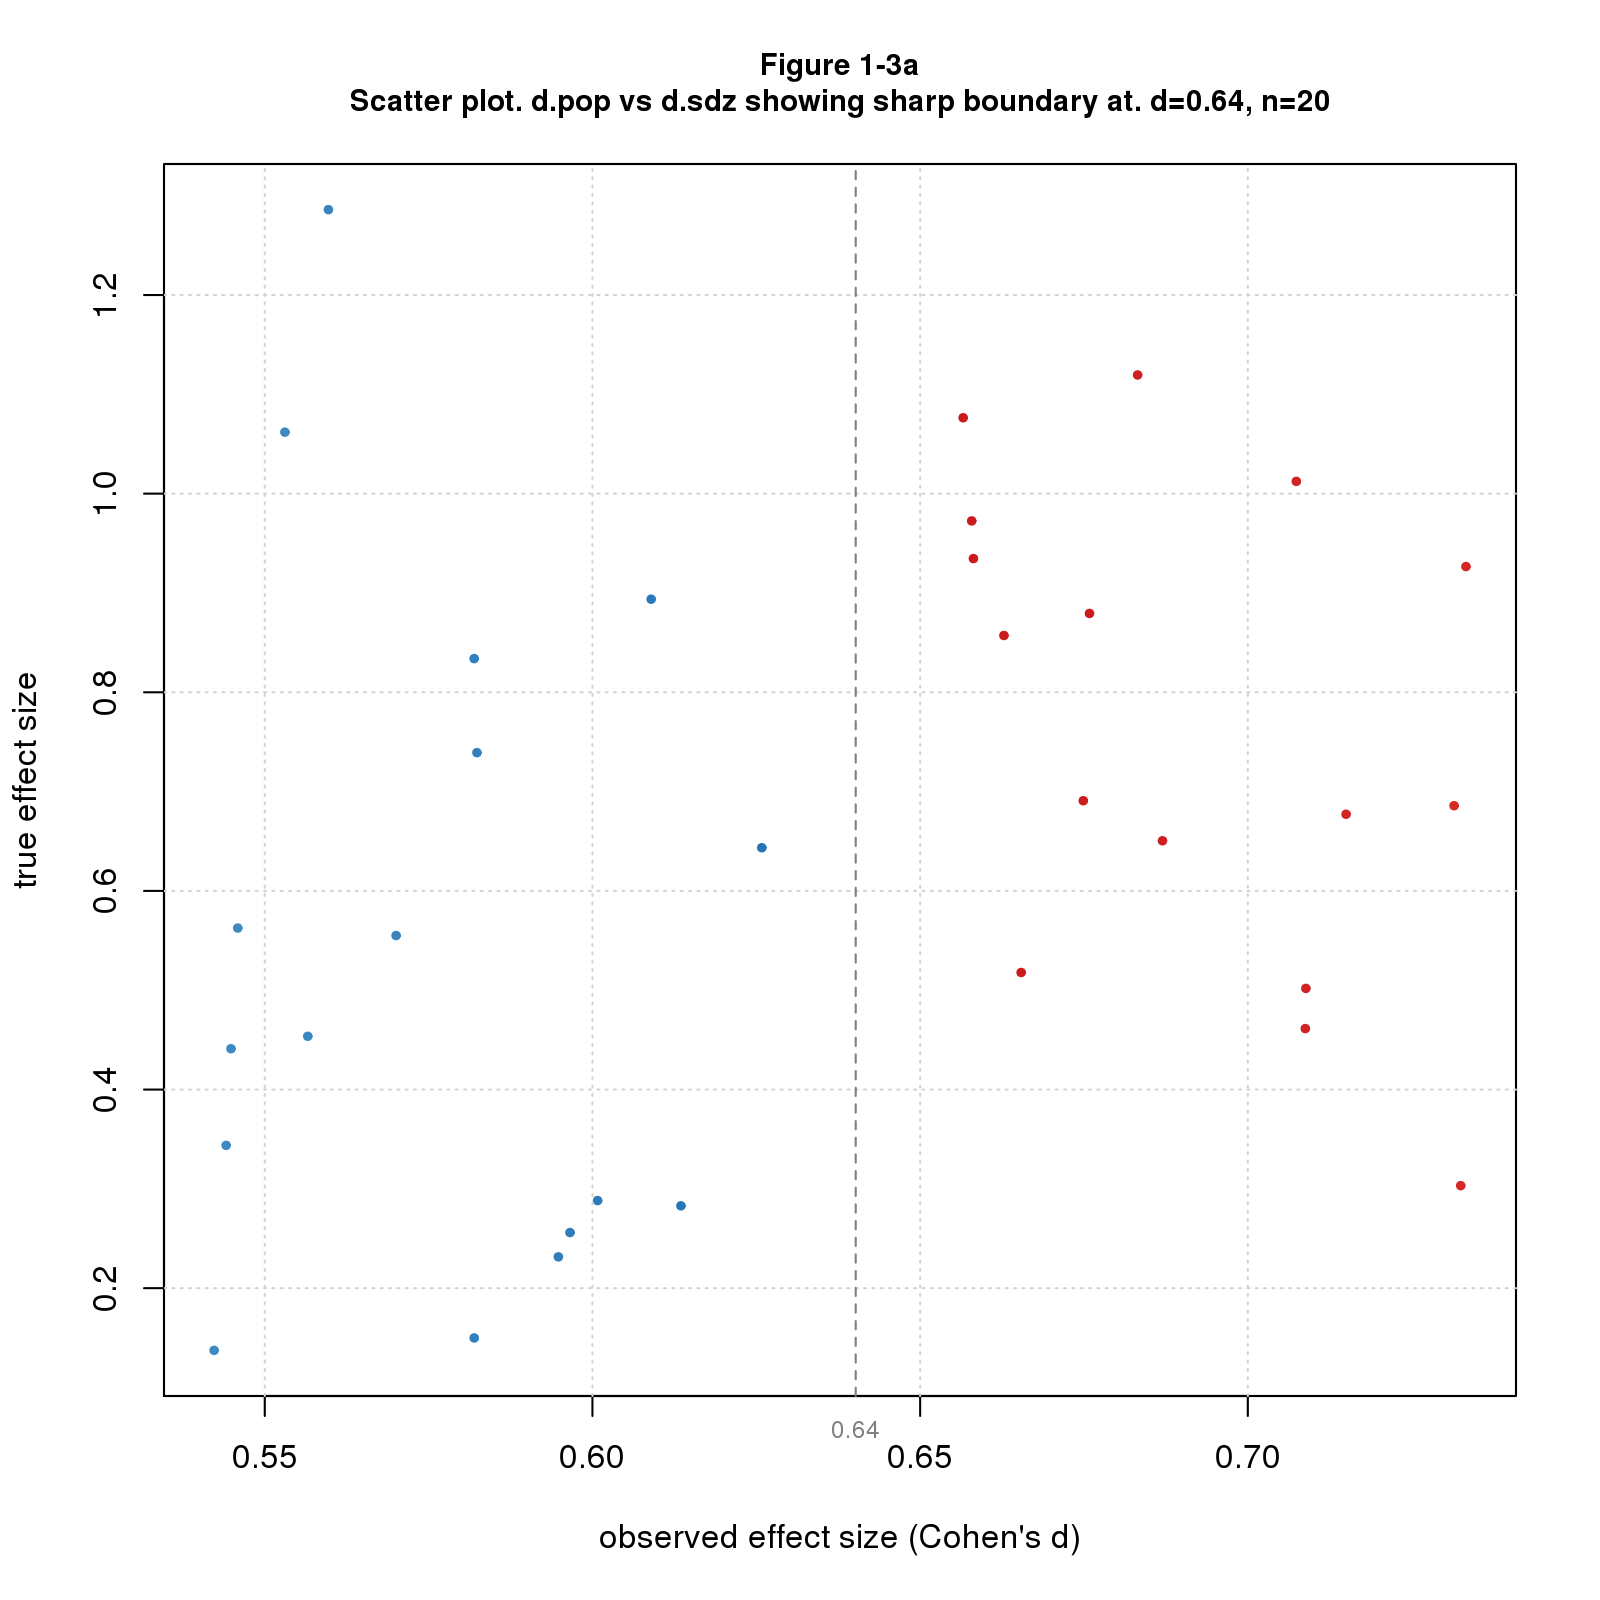 Figure 1-3a
Scatter plot. d.pop vs d.sdz showing sharp boundary at. d=0.64, n=20
true effect size
1.2
1.0
0.8
0.6
0.4
0.2
0.64
0.55 0.60 0.65 0.70
observed effect size (Cohen's d)